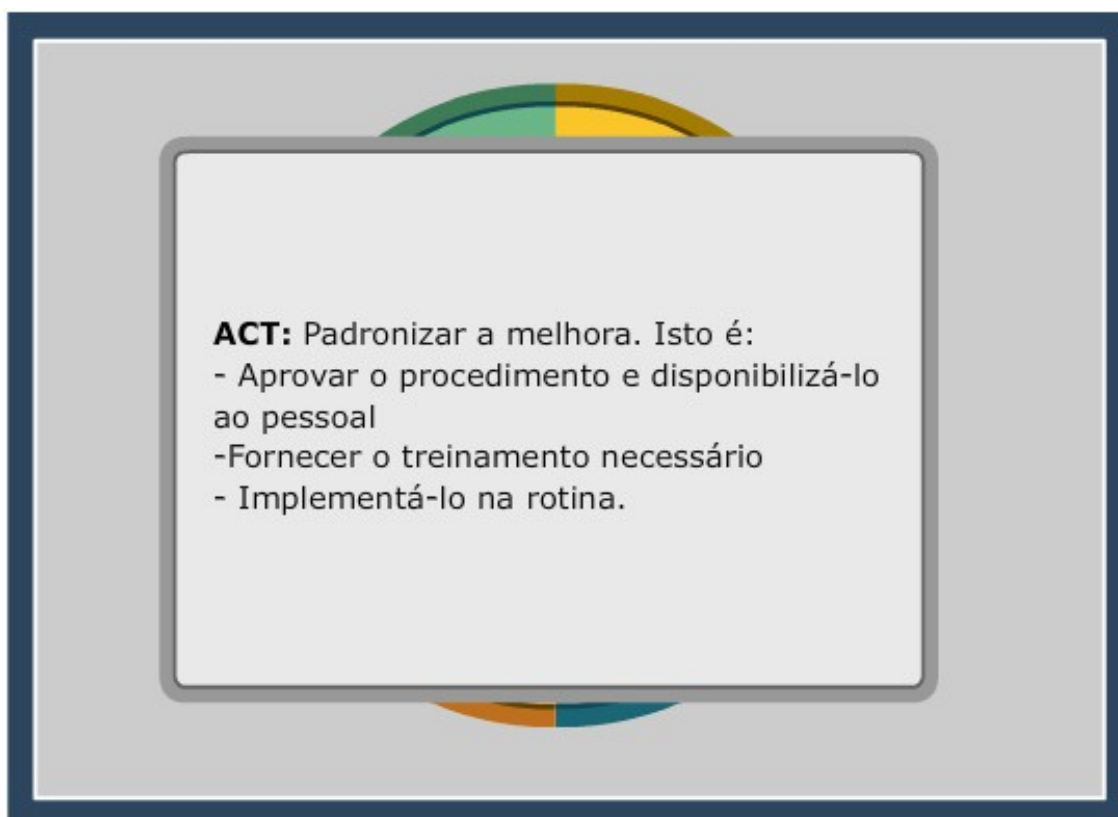 ACT: Padronizar a melhora. Isto é:
- Aprovar o procedimento e disponibilizá-lo
ao pessoal
-Fornecer o treinamento necessário
- Implementá-lo na rotina.